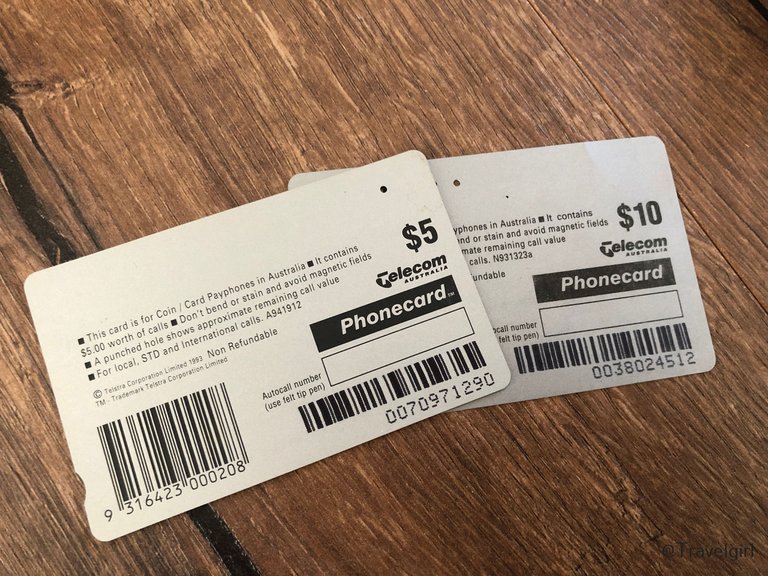 $5
Telecom
AUSTRALIA
Phonecard™
■ This card is for Coin / Card Payphones in Australia ■ It contains
$5.00 worth of calls ■ Don't bend or stain and avoid magnetic fields
■ A punched hole shows approximate remaining call value
■ For local, STD and International calls. A941912
© Telstra Corporation Limited 1993 Non Refundable
TM - Trademark Telstra Corporation Limited
Autocall number
(use felt tip pen)
0070971290
9 316423 000208
$10
Telecom
AUSTRALIA
Phonecard
yphones in Australia ■ It contains
end or stain and avoid magnetic fields
mate remaining call value
calls. N931323a
fundable
ocall number
felt tip pen)
0038024512
@Travelgirl